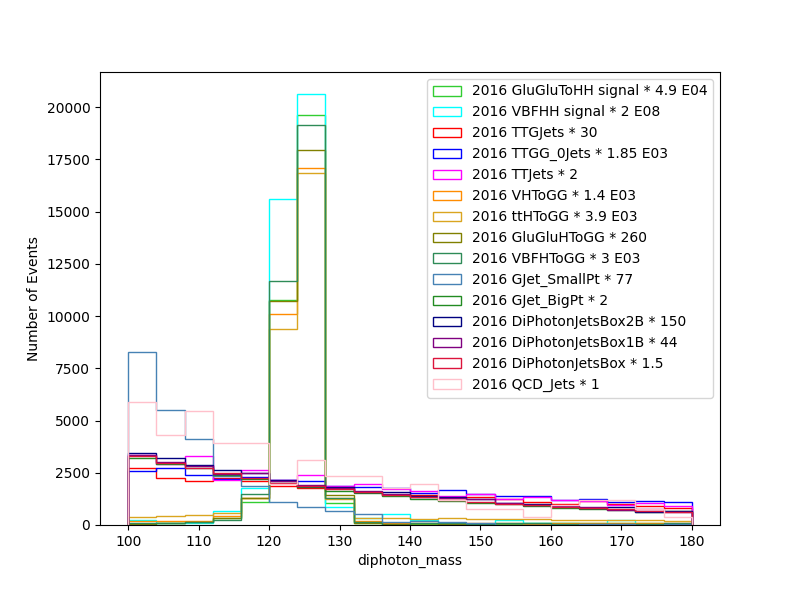 20000
17500
15000
12500
10000
7500
5000
2500
0
Number of Events
2016 GluGluToHH signal * 4.9 E04
2016 VBFHH signal * 2 E08
2016 TTGJets * 30
2016 TTGG_0Jets * 1.85 E03
2016 TTJets * 2
2016 VHToGG * 1.4 E03
2016 ttHToGG * 3.9 E03
2016 GluGluHToGG * 260
2016 VBFHToGG * 3 E03
2016 GJet_SmallPt * 77
2016 GJet_BigPt * 2
2016 DiPhotonJetsBox2B * 150
2016 DiPhotonJetsBox1B * 44
2016 DiPhotonJetsBox * 1.5
2016 QCD_Jets * 1
100 110 120 130 140 150 160 170 180
diphoton_mass